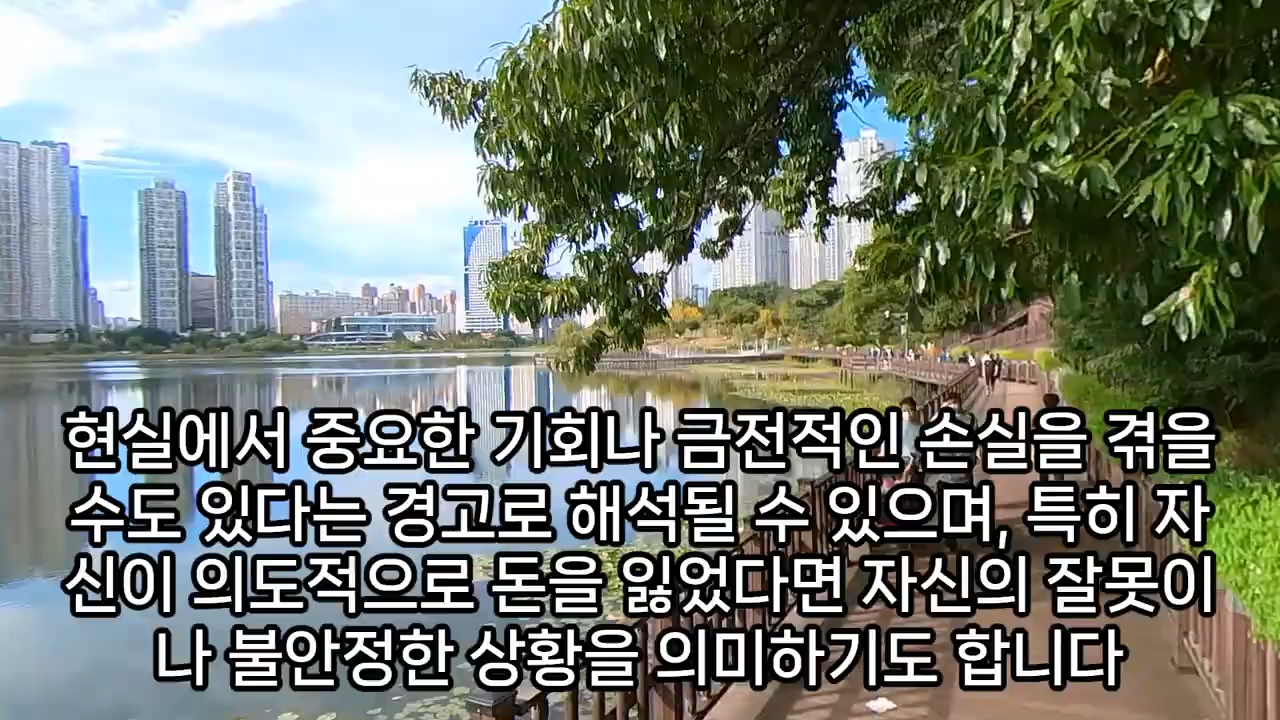 현실에서 중요한 기회나 금전적인 손실을 겪을
수도 있다는 경고로 해석될 수 있으며, 특히 자
신이 의도적으로 돈을 잃었다면 자신의 잘못이
나 불안정한 상황을 의미하기도 합니다